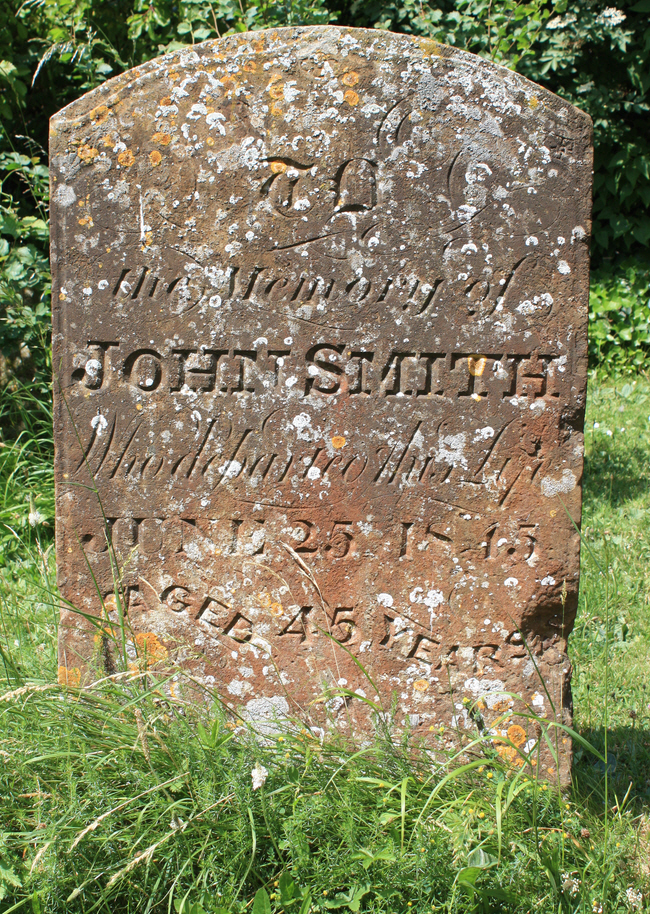 TO
the Memory of
JOHN SMITH
Who departed this Life
JUNE 25 1845
AGED 45 YEARS